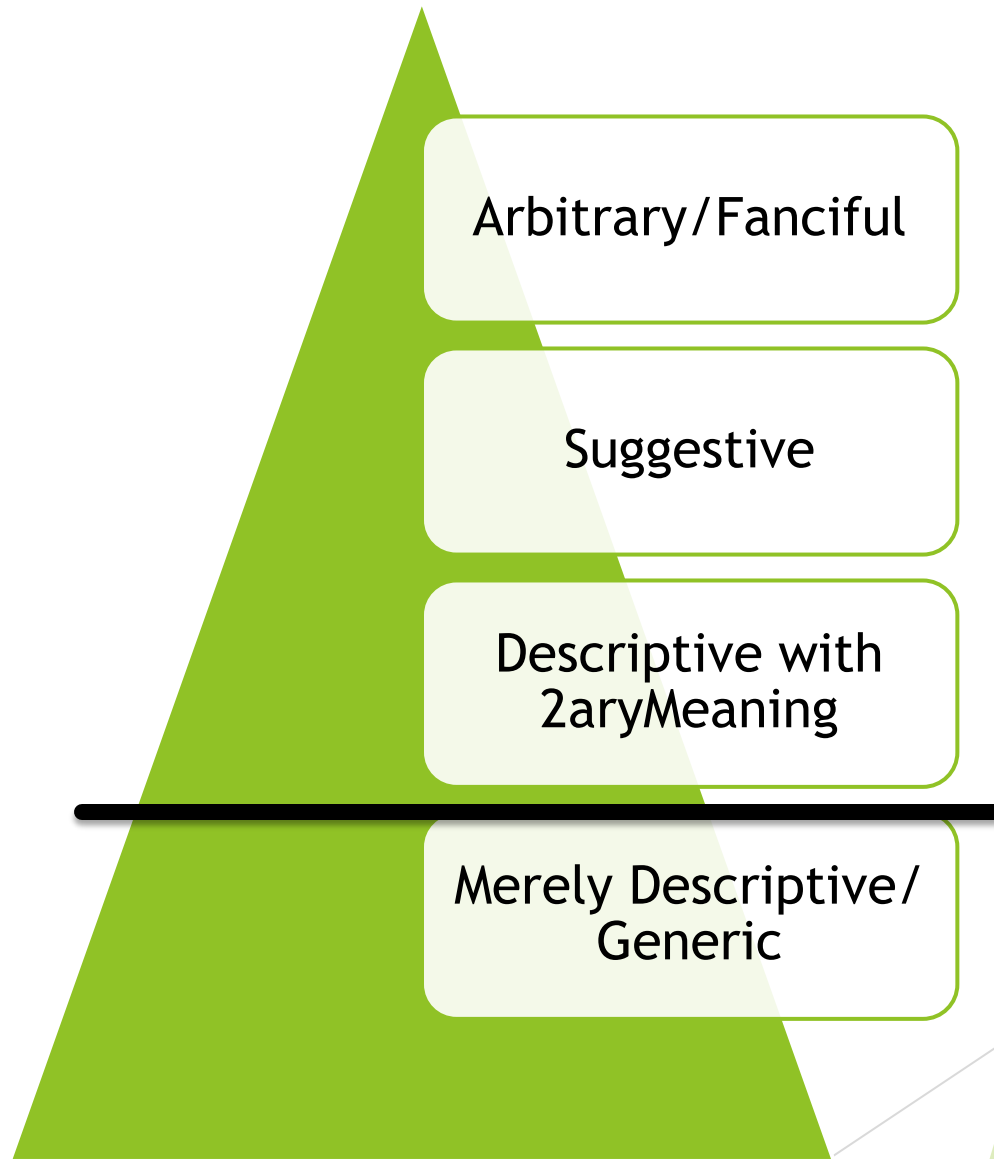 Arbitrary/Fanciful
Suggestive
Descriptive with
2aryMeaning
Merely Descriptive/
Generic